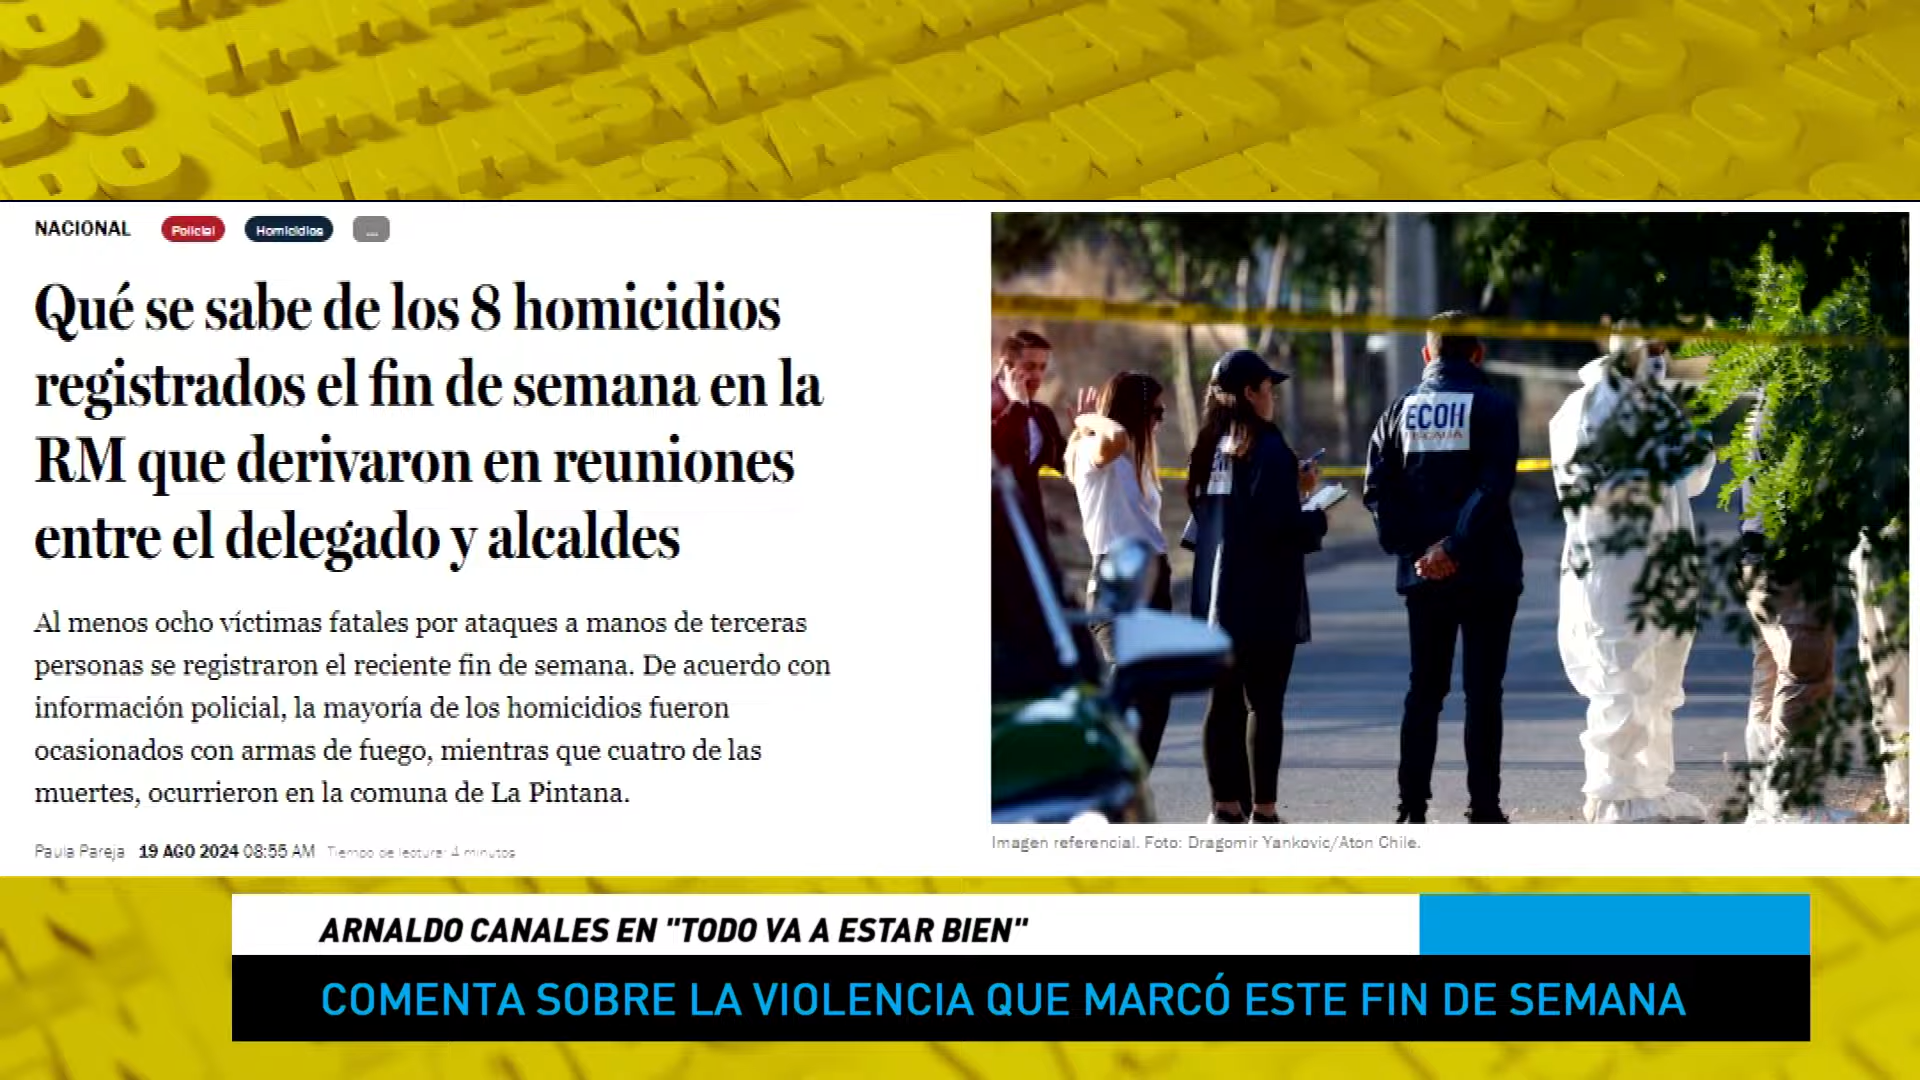 NACIONAL Policial Homicidios ...
Qué se sabe de los 8 homicidios
registrados el fin de semana en la
RM que derivaron en reuniones
entre el delegado y alcaldes
Al menos ocho víctimas fatales por ataques a manos de terceras
personas se registraron el reciente fin de semana. De acuerdo con
información policial, la mayoría de los homicidios fueron
ocasionados con armas de fuego, mientras que cuatro de las
muertes, ocurrieron en la comuna de La Pintana.
Paula Pareja 19 AGO 2024 08:55 AM Tiempo de lectura: 4 minutos
ECOH
FISCALÍA
Imagen referencial. Foto: Dragomir Yankovic/Aton Chile.
ARNALDO CANALES EN "TODO VA A ESTAR BIEN"
COMENTA SOBRE LA VIOLENCIA QUE MARCÓ ESTE FIN DE SEMANA